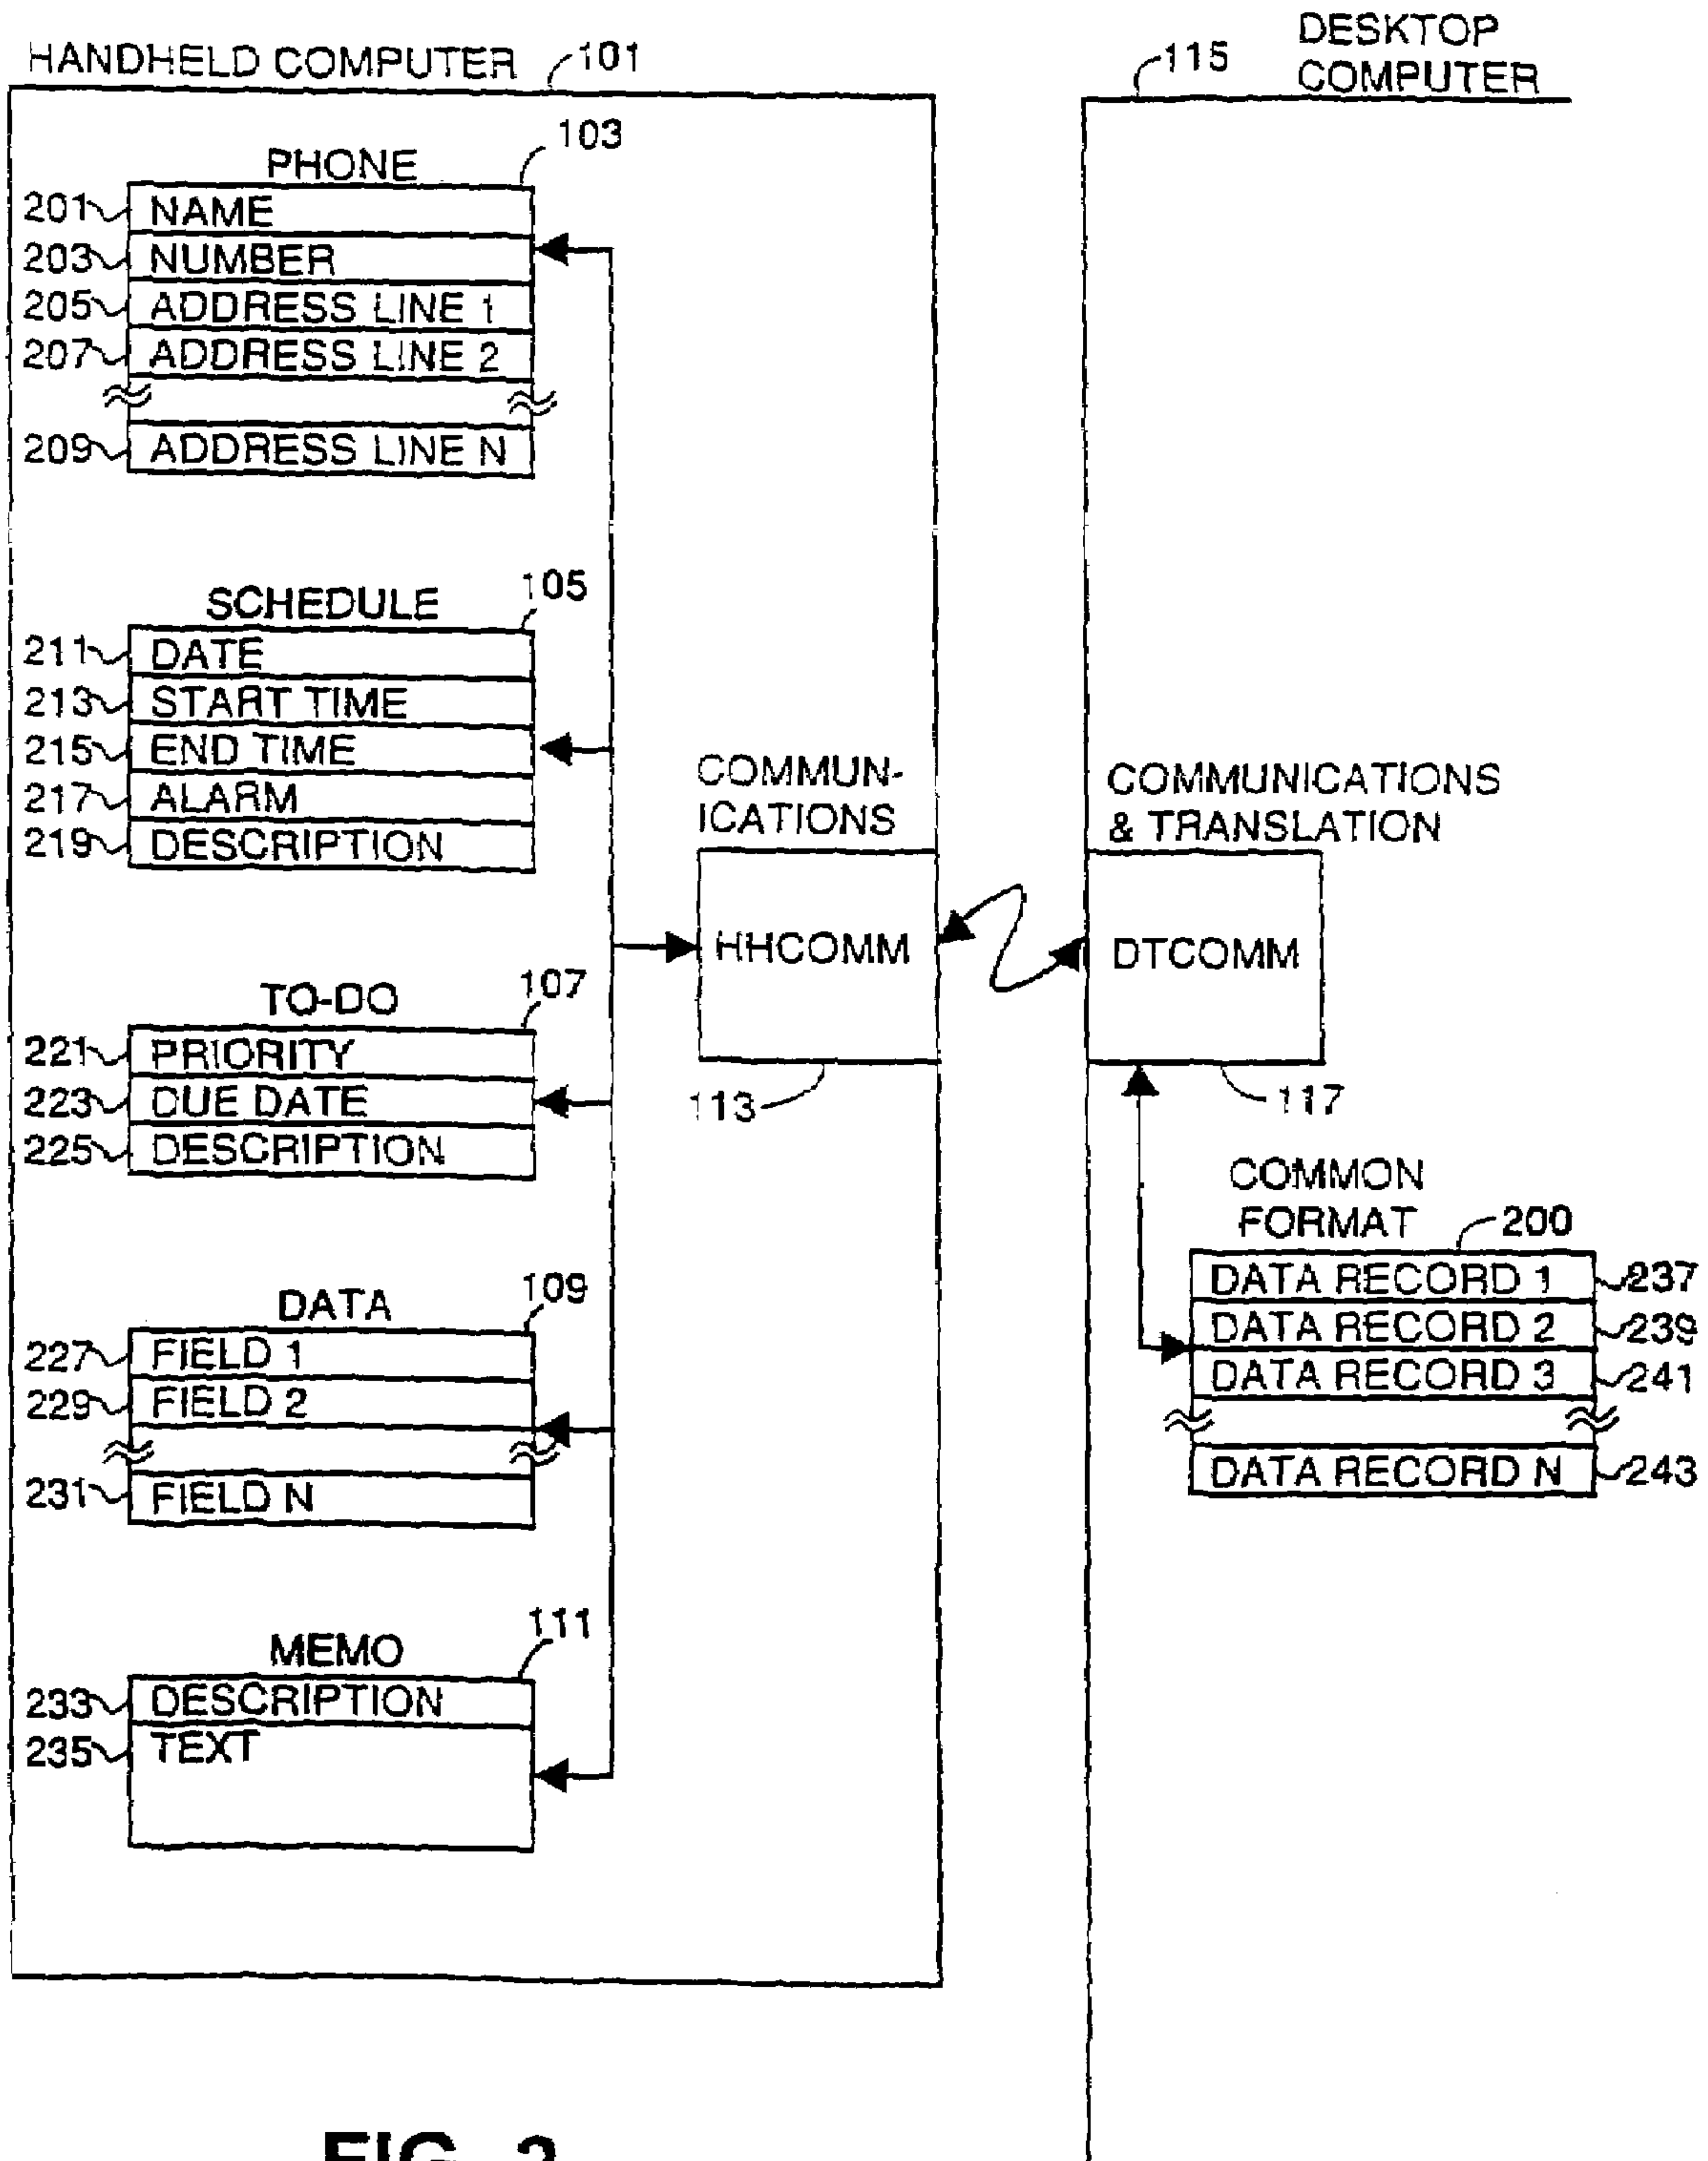 HANDHELD COMPUTER
101
103
PHONE
201 NAME
203 NUMBER
205 ADDRESS LINE 1
207 ADDRESS LINE 2
209 ADDRESS LINE N
105
SCHEDULE
211 DATE
213 START TIME
215 END TIME
217 ALARM
219 DESCRIPTION
107
TO-DO
221 PRIORITY
223 DUE DATE
225 DESCRIPTION
109
DATA
227 FIELD 1
229 FIELD 2
231 FIELD N
111
MEMO
233 DESCRIPTION
235 TEXT
COMMUN-
ICATIONS
HHCOMM
113
115
DESKTOP
COMPUTER
COMMUNICATIONS
& TRANSLATION
DTCOMM
117
COMMON
FORMAT
200
DATA RECORD 1 237
DATA RECORD 2 239
DATA RECORD 3 241
DATA RECORD N 243